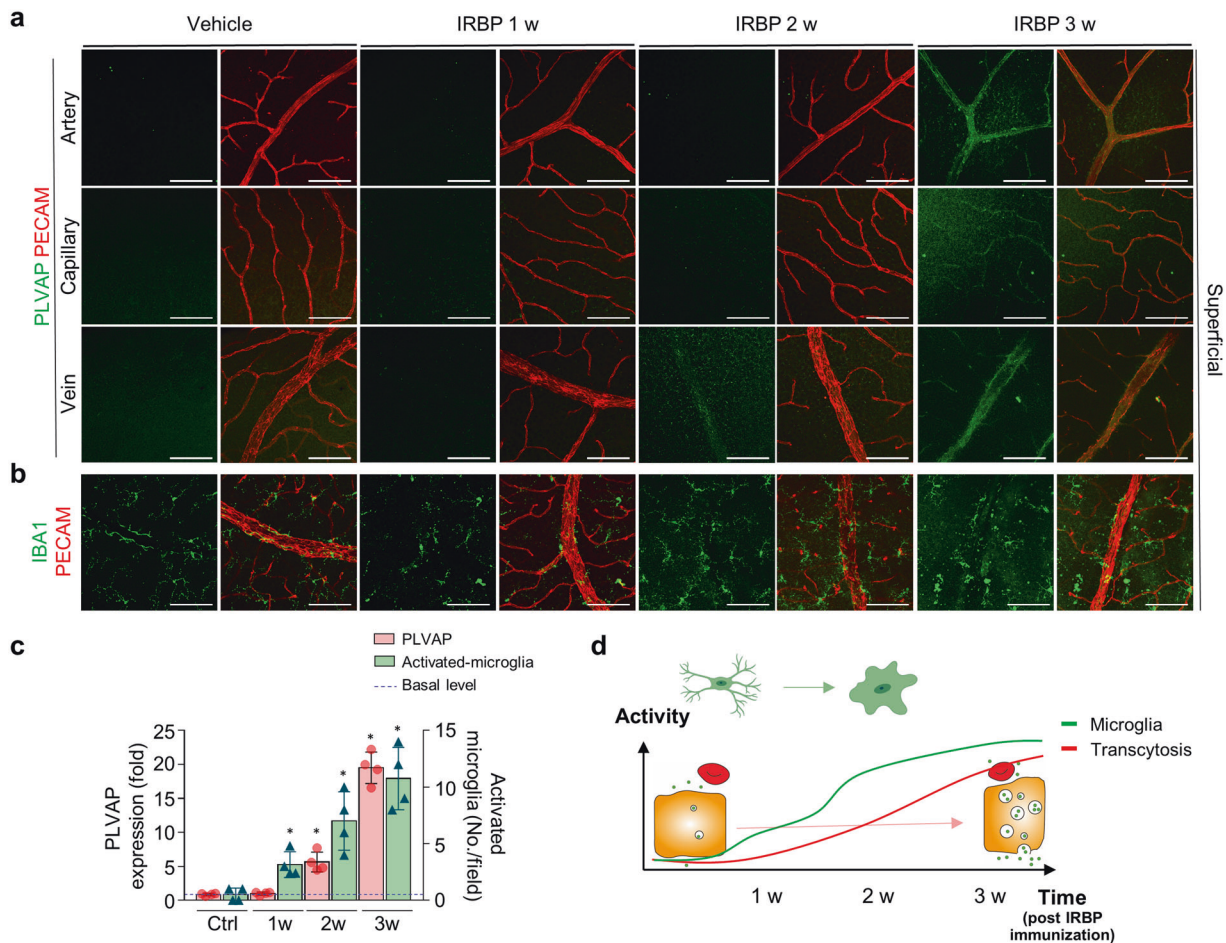 a
Vehicle
IRBP 1 w
IRBP 2 w
IRBP 3 w
PLVAP PECAM
Artery
Capillary
Vein
Superficial
b
IBA1
PECAM
c
PLVAP
Activated-microglia
Basal level
PLVAP
expression (fold)
25
20
15
10
5
0
* * * * *
15
10
5
0
Activated
microglia (No./field)
Ctrl 1w 2w 3w
d
Activity
Microglia
Transcytosis
1 w 2 w 3 w Time
(post IRBP
immunization)